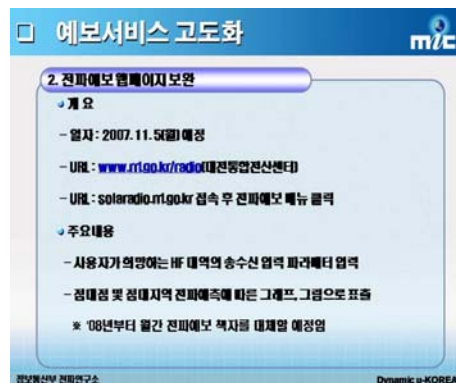 □ 예보서비스 고도화
mic
2. 전파예보 웹페이지 보완
개 요
- 일자 : 2007. 11. 5(월) 예정
- URL : www.rrl.go.kr/radio(대전통합전산센터)
- URL : solaradio.rrl.go.kr 접속 후 전파예보 메뉴 클릭
주요내용
- 사용자가 희망하는 HF 대역의 송수신 입력 파라메터 입력
- 점대점 및 점대지역 전파예측에 따른 그래프, 그림으로 표출
※ '08년부터 월간 전파예보 책자를 대체할 예정임
정보통신부 전파연구소
Dynamic u-KOREA